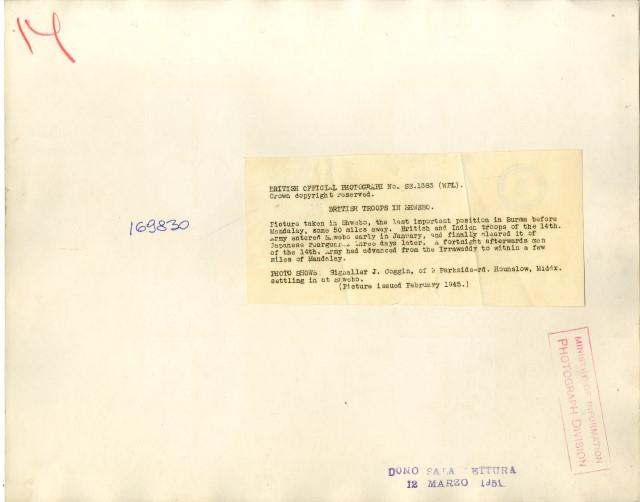 14
169830
BRITISH OFFICIAL PHOTOGRAPH No. SE.1383 (WPL).
Crown copyright reserved.
BRITISH TROOPS IN SHWEBO.
Picture taken in Shwebo, the last important position in Burma before
Mandalay, some 50 miles away. British and Indian troops of the 14th.
Army entered Shwebo early in January, and finally cleared it of
Japanese rearguards three days later. A fortnight afterwards men
of the 14th. Army had advanced from the Irrawaddy to within a few
miles of Mandalay.
PHOTO SHOWS: Signaller J. Coggin, of Parkside-rd. Hounslow, Middx.
settling in at Shwebo.
(Picture issued February 1945.)
MINISTRY OF INFORMATION
PHOTOGRAPH DIVISION
DONO SALA LETTURA
12 MARZO 1951